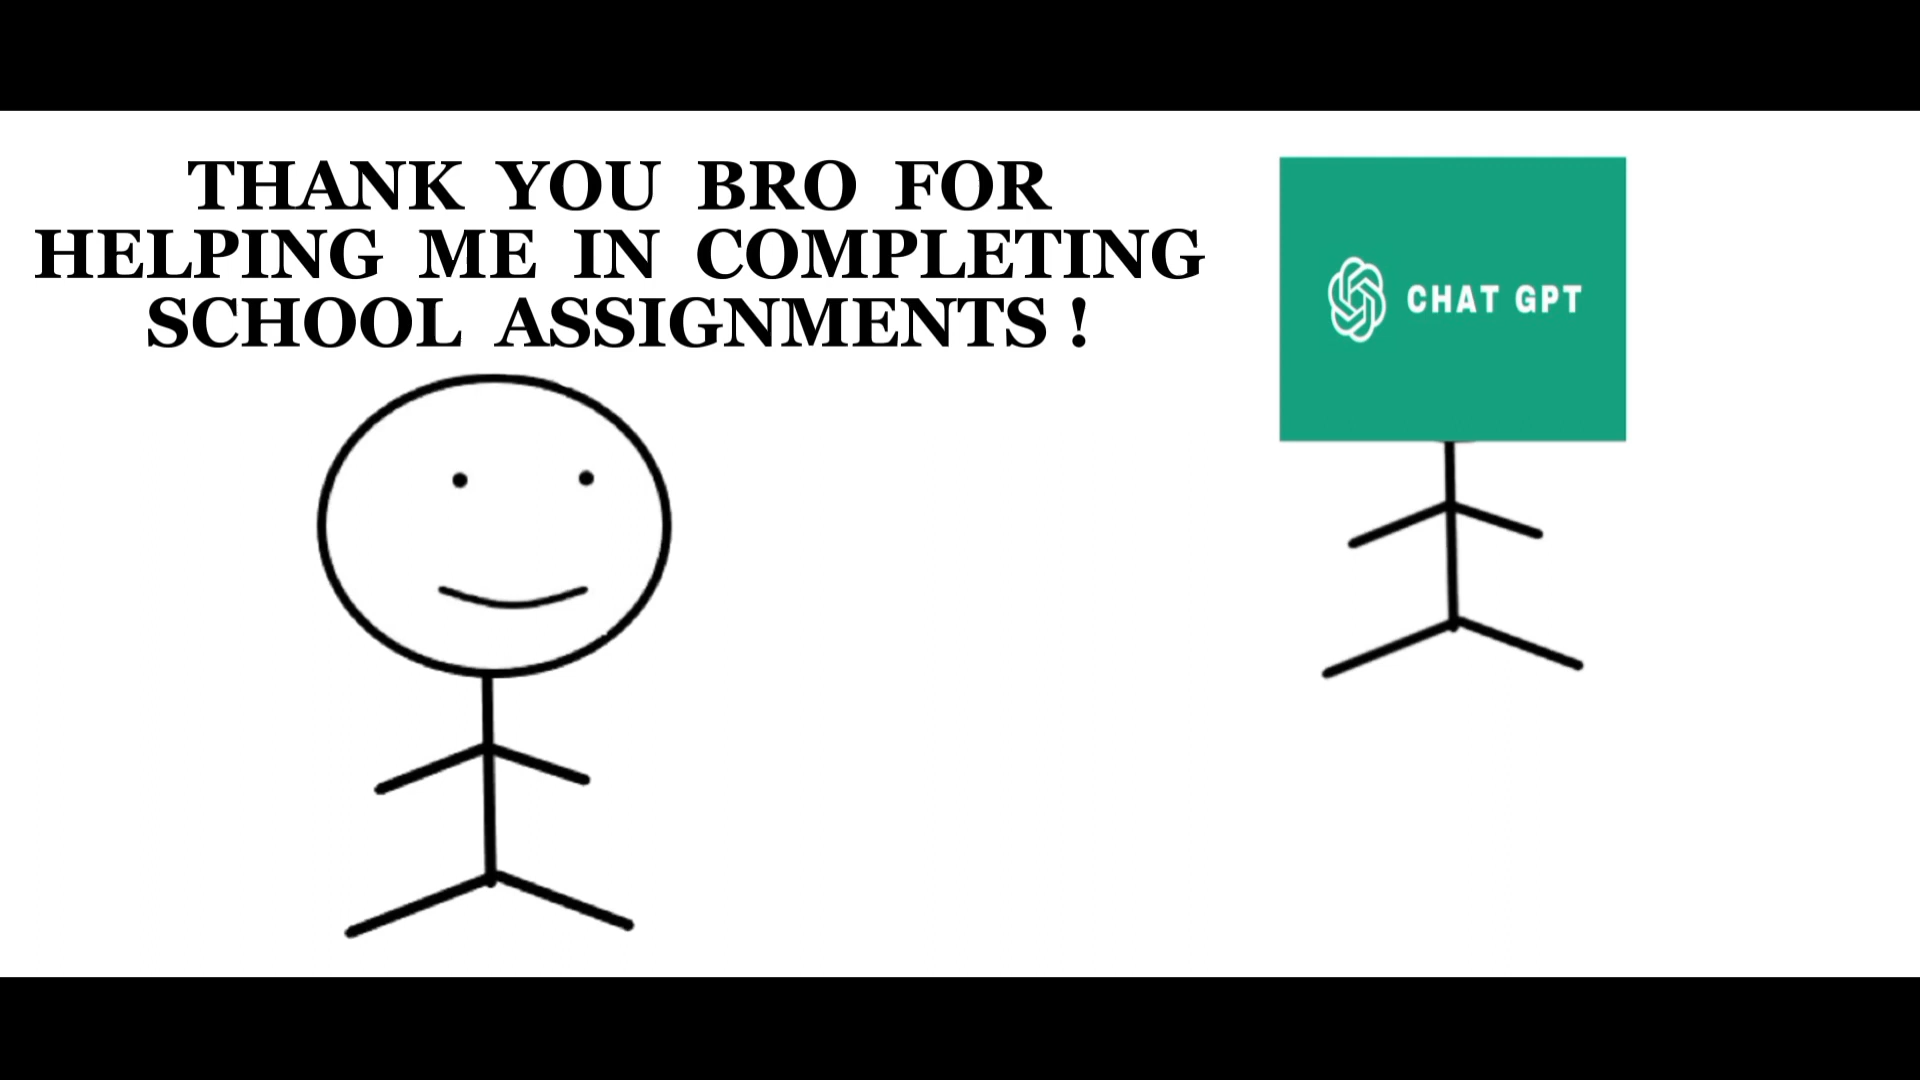 THANK YOU BRO FOR
HELPING ME IN COMPLETING
SCHOOL ASSIGNMENTS !
CHAT GPT